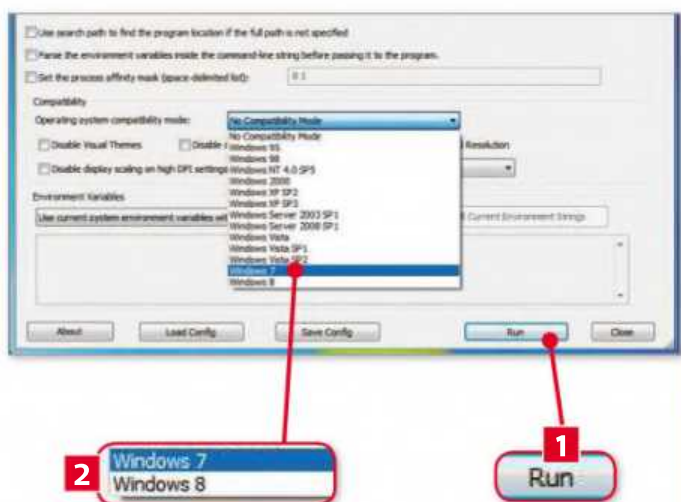 Use search path to find the program location if the full path is not specified
Parse the environment variables inside the command-line string before passing it to the program.
Set the process affinity mask (space-delimited list): 0 1
Compatibility
Operating system compatibility mode: No Compatibility Mode
No Compatibility Mode
Windows 95
Disable Visual Themes Disable Resolution
Windows 98
Windows NT 4.0 SP5
Disable display scaling on high DPI settings
Windows 2000
Windows XP SP2
Environment Variables
Windows XP SP3
Use current system environment variables Windows Server 2003 SP1 Current Environment Strings
Windows Server 2008 SP1
Windows Vista
Windows Vista SP1
Windows Vista SP2
Windows 7
Windows 8
About Load Config Save Config Run Close
1
Run
2
Windows 7
Windows 8